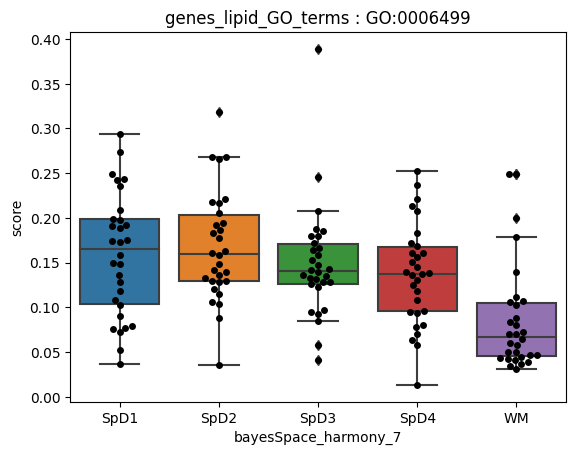 genes_lipid_GO_terms : GO:0006499
0.40
0.35
0.30
0.25
0.20
0.15
0.10
0.05
0.00
score
SpD1 SpD2 SpD3 SpD4 WM
bayesSpace_harmony_7